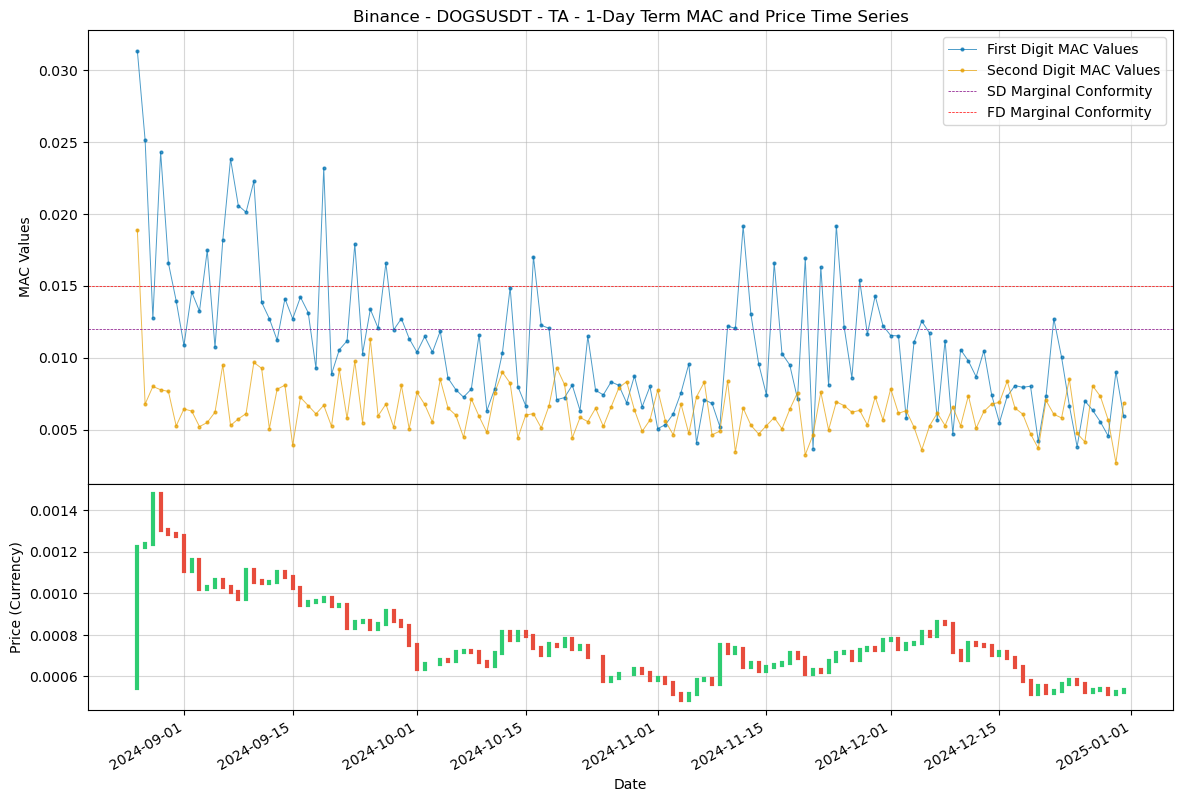 Binance - DOGSUSDT - TA - 1-Day Term MAC and Price Time Series
First Digit MAC Values
Second Digit MAC Values
SD Marginal Conformity
FD Marginal Conformity
MAC Values
0.030
0.025
0.020
0.015
0.010
0.005
Price (Currency)
0.0014
0.0012
0.0010
0.0008
0.0006
2024-09-01
2024-09-15
2024-10-01
2024-10-15
2024-11-01
2024-11-15
2024-12-01
2024-12-15
2025-01-01
Date